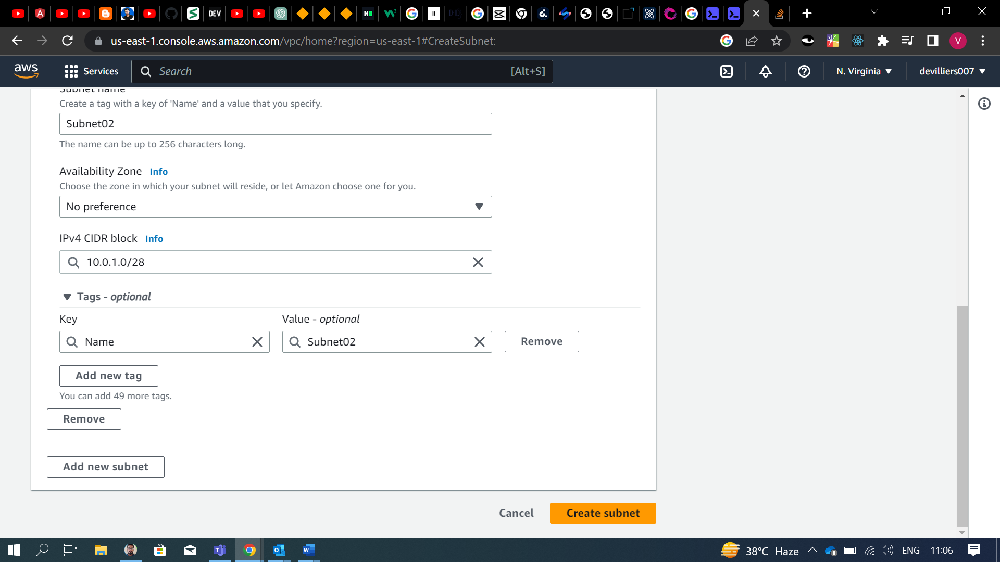 DEV
us-east-1.console.aws.amazon.com/vpc/home?region=us-east-1#CreateSubnet:
V
aws
Services
Search
[Alt+S]
N. Virginia
devilliers007
Subnet name
Create a tag with a key of 'Name' and a value that you specify.
Subnet02
The name can be up to 256 characters long.
Availability Zone Info
Choose the zone in which your subnet will reside, or let Amazon choose one for you.
No preference
IPv4 CIDR block Info
10.0.1.0/28
Tags - optional
Key
Value - optional
Name
Subnet02
Remove
Add new tag
You can add 49 more tags.
Remove
Add new subnet
Cancel
Create subnet
38°C Haze
ENG
11:06